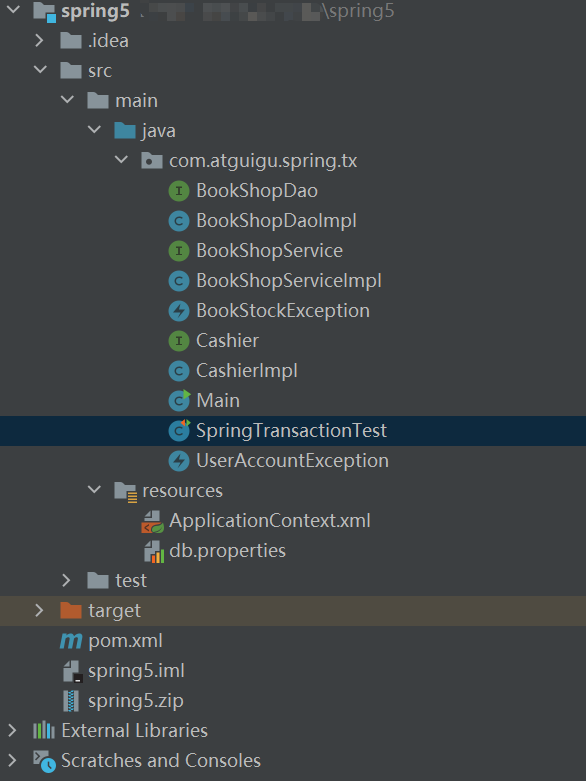 spring5 \spring5
.idea
src
main
java
com.atguigu.spring.tx
BookShopDao
BookShopDaoImpl
BookShopService
BookShopServiceImpl
BookStockException
Cashier
CashierImpl
Main
SpringTransactionTest
UserAccountException
resources
ApplicationContext.xml
db.properties
test
target
pom.xml
spring5.iml
spring5.zip
External Libraries
Scratches and Consoles